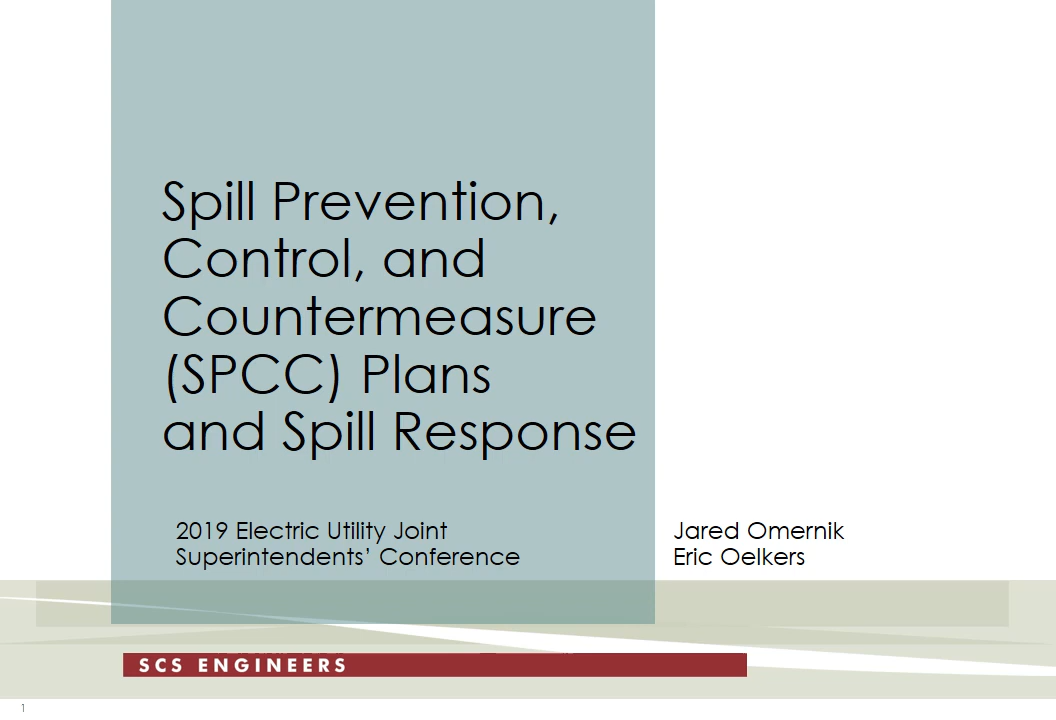 Spill Prevention,
Control, and
Countermeasure
(SPCC) Plans
and Spill Response
2019 Electric Utility Joint
Superintendents’ Conference
Jared Omernik
Eric Oelkers
SCS ENGINEERS
1